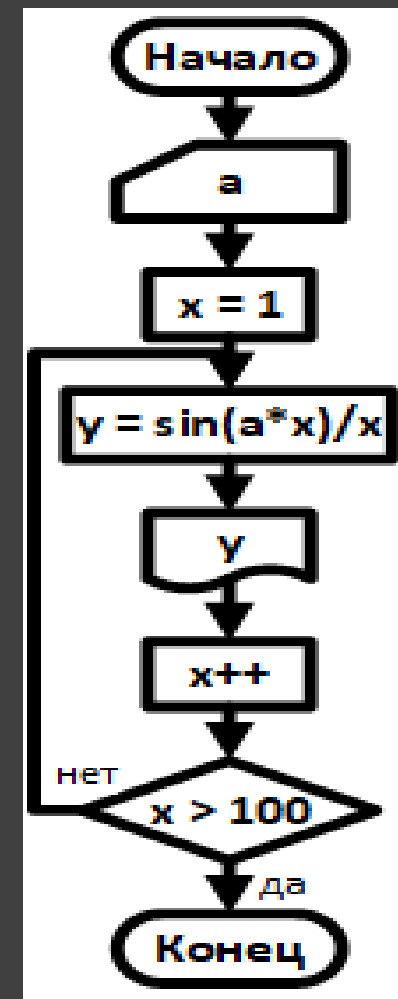 Начало
a
x = 1
y = sin(a*x)/x
y
x++
нет
x > 100
да
Конец